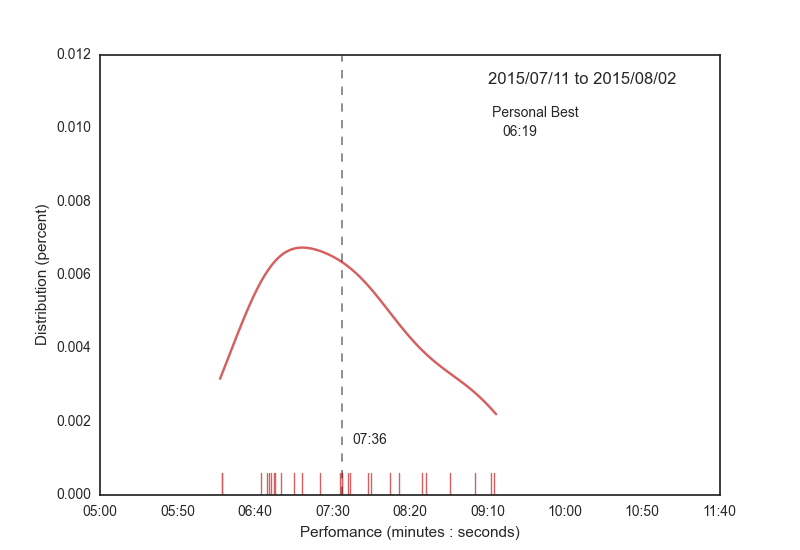 0.012
2015/07/11 to 2015/08/02
Personal Best
0.010
06:19
0.008
0.006
0.004
0.002
07:36
0.000
05:00 05:50 06:40 07:30 08:20 09:10 10:00 10:50 11:40
Perfomance (minutes : seconds)
Distribution (percent)